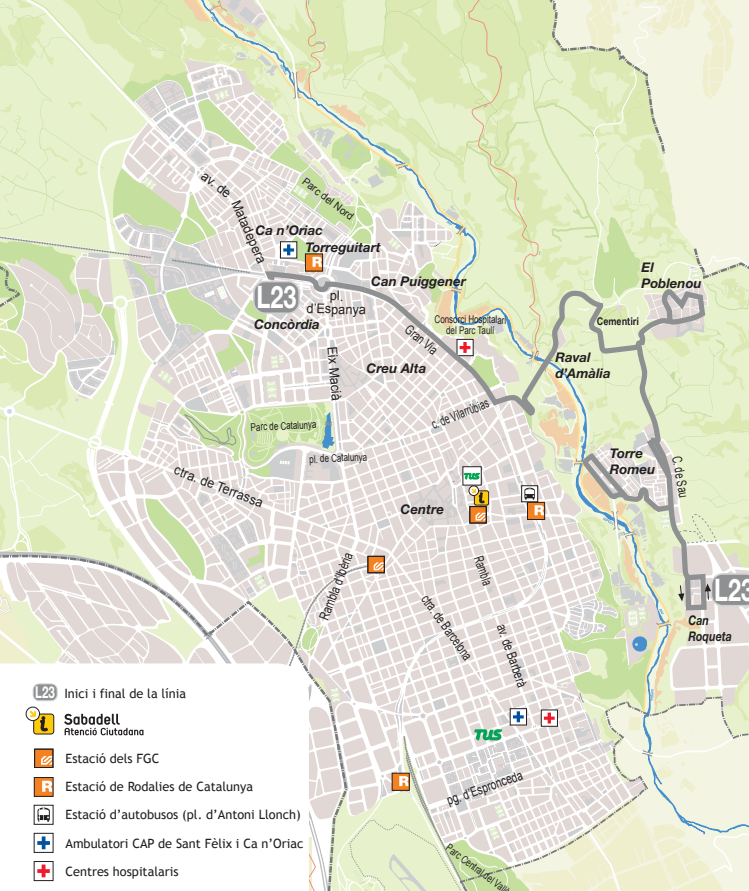 av. de Matadepera
Parc del Nord
Ca n'Oriac
Torreguitart
R
L23
pl.
d'Espanya
Can Puiggener
Concòrdia
Gran Via
Consorci Hospitalari
del Parc Taulí
El
Poblenou
Cementiri
Raval
d'Amàlia
Eix Macià
Creu Alta
c. de Vilarrúbias
Parc de Catalunya
pl. de Catalunya
ctra. de Terrassa
TUS
i
Centre
R
Torre
Romeu
C. de Sau
Rambla d'Ibèria
Rambla
ctra. de Barcelona
av. de Barberà
L23
Can
Roqueta
TUS
R
pg. d'Espronceda
Parc Central del Vallès
L23 Inici i final de la línia
i Sabadell
Atenció Ciutadana
Estació dels FGC
R Estació de Rodalies de Catalunya
Estació d'autobusos (pl. d'Antoni Llonch)
Ambulatori CAP de Sant Fèlix i Ca n'Oriac
Centres hospitalaris